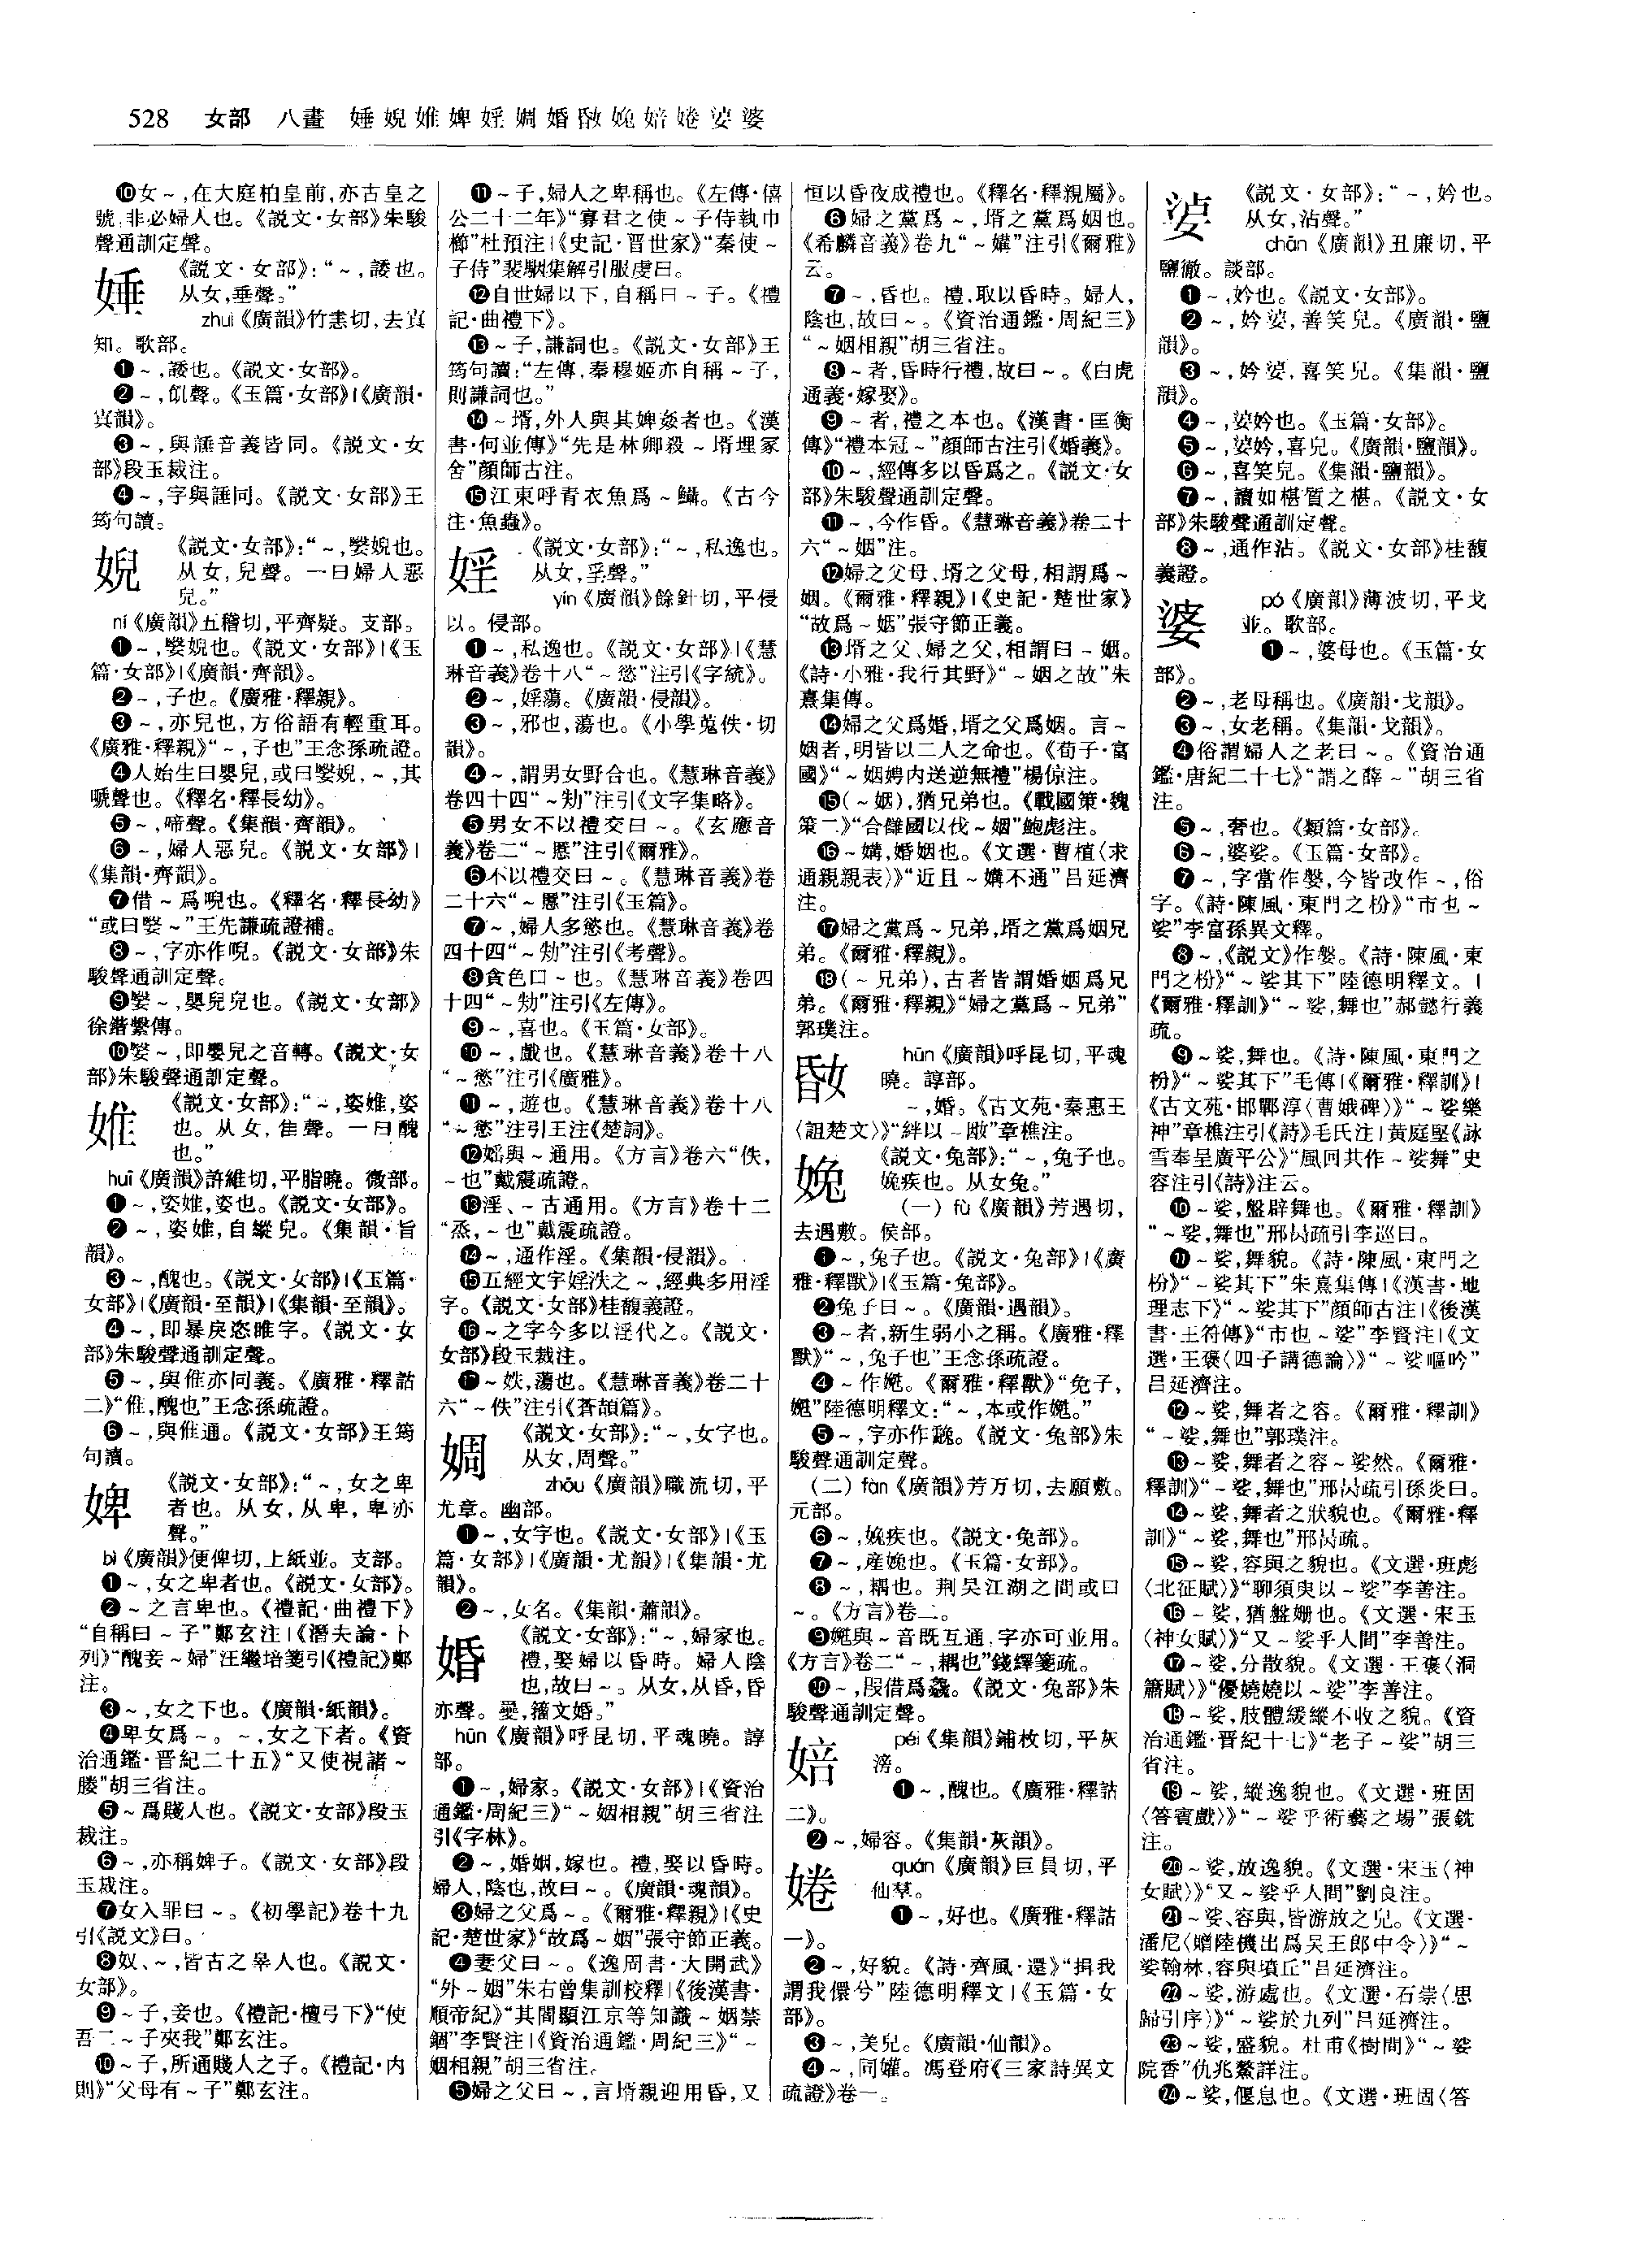 528 女部 八畫 娷婗婎婢婬婤婚敯娩婄婘婆
⑩女～,在大庭柏皇前,亦古皇之
號,非必婦人也。《説文·女部》朱駿
聲通訓定聲。
娷
《説文·女部》:“～,諉也。
从女,垂聲。”
zhuì《廣韻》竹恚切,去寘
知。歌部。
❶～,諉也。《説文·女部》。
❷～,飢聲。《玉篇·女部》|《廣韻·
寘韻》。
❸～,與諈音義皆同。《説文·女
部》段玉裁注。
❹～,字與諈同。《説文·女部》王
筠句讀。
婗
《説文·女部》:“～,嫛婗也。
从女,兒聲。一曰婦人惡
皃。”
ní《廣韻》五稽切,平齊疑。支部。
❶～,嫛婗也。《説文·女部》|《玉
篇·女部》|《廣韻·齊韻》。
❷～,子也。《廣雅·釋親》。
❸～,亦兒也,方俗語有輕重耳。
《廣雅·釋親》“～,子也”王念孫疏證。
❹人始生曰嬰兒,或曰嫛婗,～,其
嗁聲也。《釋名·釋長幼》。
❺～,啼聲。《集韻·齊韻》。
❻～,婦人惡皃。《説文·女部》|
《集韻·齊韻》。
❼借～爲唲也。《釋名·釋長幼》
“或曰嫛～”王先謙疏證補。
❽～,字亦作唲。《説文·女部》朱
駿聲通訓定聲。
❾嫛～,嬰兒皃也。《説文·女部》
徐鍇繫傳。
❿嫛～,即嬰兒之音轉。《説文·女
部》朱駿聲通訓定聲。
婎
《説文·女部》:“～,姿婎,姿
也。从女,隹聲。一曰醜
也。”
huī《廣韻》許維切,平脂曉。微部。
❶～,姿婎,姿也。《説文·女部》。
❷～,姿婎,自縱皃。《集韻·旨
韻》。
❸～,醜也。《説文·女部》|《玉篇·
女部》|《廣韻·至韻》|《集韻·至韻》。
❹～,即暴戾恣睢字。《説文·女
部》朱駿聲通訓定聲。
❺～,與倠亦同義。《廣雅·釋詁
二》“倠,醜也”王念孫疏證。
❻～,與倠通。《説文·女部》王筠
句讀。
婢
《説文·女部》:“～,女之卑
者也。从女,从卑,卑亦
聲。”
bì《廣韻》便俾切,上紙並。支部。
❶～,女之卑者也。《説文·女部》。
❷～之言卑也。《禮記·曲禮下》
“自稱曰～子”鄭玄注|《潛夫論·卜
列》“醜妾～婦”汪繼培箋引《禮記》鄭
注。
❸～,女之下也。《廣韻·紙韻》。
❹卑女爲～。～,女之下者。《資
治通鑑·晉紀二十五》“又使視諸～
媵”胡三省注。
❺～爲賤人也。《説文·女部》段玉
裁注。
❻～,亦稱婢子。《説文·女部》段
玉裁注。
❼女入罪曰～。《初學記》卷十九
引《説文》曰。
❽奴、～,皆古之辠人也。《説文·
女部》。
❾～子,妾也。《禮記·檀弓下》“使
吾二～子夾我”鄭玄注。
❿～子,所通賤人之子。《禮記·内
則》“父母有～子”鄭玄注。
⓫～子,婦人之卑稱也。《左傳·僖
公二十二年》“寡君之使～子侍執巾
櫛”杜預注|《史記·晋世家》“秦使～
子侍”裴駰集解引服虔曰。
⓬自世婦以下,自稱曰～子。《禮
記·曲禮下》。
⓭～子,謙詞也。《説文·女部》王
筠句讀:“左傳,秦穆姬亦自稱～子,
則謙詞也。”
⓮～壻,外人與其婢姦者也。《漢
書·何並傳》“先是林卿殺～壻埋冢
舍”顔師古注。
⓯江東呼青衣魚爲～䲛。《古今
注·魚蟲》。
婬
《説文·女部》:“～,私逸也。
从女,㸒聲。”
yín《廣韻》餘針切,平侵
以。侵部。
❶～,私逸也。《説文·女部》|《慧
琳音義》卷十八“～慾”注引《字統》。
❷～,婬蕩。《廣韻·侵韻》。
❸～,邪也,蕩也。《小學蒐佚·切
韻》。
❹～,謂男女野合也。《慧琳音義》
卷四十四“～勑”注引《文字集略》。
❺男女不以禮交曰～。《玄應音
義》卷二“～慝”注引《爾雅》。
❻不以禮交曰～。《慧琳音義》卷
二十六“～慝”注引《玉篇》。
❼～,婦人多慾也。《慧琳音義》卷
四十四“～勑”注引《考聲》。
❽貪色曰～也。《慧琳音義》卷四
十四“～勑”注引《左傳》。
❾～,喜也。《玉篇·女部》。
❿～,戲也。《慧琳音義》卷十八
“～慾”注引《廣雅》。
⓫～,遊也。《慧琳音義》卷十八
“～慾”注引王注《楚詞》。
⓬媱與～通用。《方言》卷六“佚,
～也”戴震疏證。
⓭淫、～古通用。《方言》卷十二
“烝,～也”戴震疏證。
⓮～,通作淫。《集韻·侵韻》。
⓯五經文字婬泆之～,經典多用淫
字。《説文·女部》桂馥義證。
⓰～之字今多以淫代之。《説文·
女部》段玉裁注。
⓱～妷,蕩也。《慧琳音義》卷二十
六“～佚”注引《蒼頡篇》。
婤
《説文·女部》:“～,女字也。
从女,周聲。”
zhōu《廣韻》職流切,平
尤章。幽部。
❶～,女字也。《説文·女部》|《玉
篇·女部》|《廣韻·尤韻》|《集韻·尤
韻》。
❷～,女名。《集韻·蕭韻》。
婚
《説文·女部》:“～,婦家也。
禮,娶婦以昏時。婦人陰
也,故曰～。从女,从昏,昏
亦聲。㛰,籀文婚。”
hūn《廣韻》呼昆切,平魂曉。諄
部。
❶～,婦家。《説文·女部》|《資治
通鑑·周紀三》“～姻相親”胡三省注
引《字林》。
❷～,婚姻,嫁也。禮,娶以昏時。
婦人,陰也,故曰～。《廣韻·魂韻》。
❸婦之父爲～。《爾雅·釋親》|《史
記·楚世家》“故爲～姻”張守節正義。
❹妻父曰～。《逸周書·大開武》
“外～姻”朱右曾集訓校釋|《後漢書·
順帝紀》“其閻顯江京等知識～姻禁
錮”李賢注|《資治通鑑·周紀三》“～
姻相親”胡三省注。
❺婦之父曰～,言壻親迎用昏,又
恒以昏夜成禮也。《釋名·釋親屬》。
❻婦之黨爲～,壻之黨爲姻也。
《希麟音義》卷九“～媾”注引《爾雅》
云。
❼～,昏也。禮,取以昏時。婦人,
陰也,故曰～。《資治通鑑·周紀三》
“～姻相親”胡三省注。
❽～者,昏時行禮,故曰～。《白虎
通義·嫁娶》。
❾～者,禮之本也。《漢書·匡衡
傳》“禮本冠～”顔師古注引《婚義》。
❿～,經傳多以昏爲之。《説文·女
部》朱駿聲通訓定聲。
⓫～,今作昏。《慧琳音義》卷二十
六“～姻”注。
⓬婦之父母、壻之父母,相謂爲～
姻。《爾雅·釋親》|《史記·楚世家》
“故爲～姻”張守節正義。
⓭壻之父、婦之父,相謂曰～姻。
《詩·小雅·我行其野》“～姻之故”朱
熹集傳。
⓮婦之父爲婚,壻之父爲姻。言～
姻者,明皆以二人之命也。《荀子·富
國》“～姻娉内送逆無禮”楊倞注。
⓯(～姻),猶兄弟也。《戰國策·魏
策二》“合讎國以伐～姻”鮑彪注。
⓰～媾,婚姻也。《文選·曹植〈求
通親親表〉》“近且～媾不通”吕延濟
注。
⓱婦之黨爲～兄弟,壻之黨爲姻兄
弟。《爾雅·釋親》。
⓲(～兄弟),古者皆謂婚姻爲兄
弟。《爾雅·釋親》“婦之黨爲～兄弟”
郭璞注。
hūn《廣韻》呼昆切,平魂
曉。諄部。
～,婚。《古文苑·秦惠王
〈詛楚文〉》“絆以～”章樵注。
娩
《説文·兔部》:“～,兔子也。
娩疾也。从女兔。”
(一)fù《廣韻》芳遇切,
去遇敷。侯部。
❶～,兔子也。《説文·兔部》|《廣
雅·釋獸》|《玉篇·兔部》。
❷兔子曰～。《廣韻·遇韻》。
❸～者,新生弱小之稱。《廣雅·釋
獸》“～,兔子也”王念孫疏證。
❹～作㝃。《爾雅·釋獸》“兔子,
嬎”陸德明釋文:“～,本或作嬎。”
❺～,字亦作䨲。《説文·兔部》朱
駿聲通訓定聲。
(二)fàn《廣韻》芳万切,去願敷。
元部。
❻～,娩疾也。《説文·兔部》。
❼～,産娩也。《玉篇·女部》。
❽～,耦也。荆吴江湖之間或曰
～。《方言》卷二。
❾嬎與～音既互通,字亦可並用。
《方言》卷二“～,耦也”錢繹箋疏。
❿～,叚借爲䨲。《説文·兔部》朱
駿聲通訓定聲。
婄
péi《集韻》鋪枚切,平灰
滂。
❶～,醜也。《廣雅·釋詁
二》。
❷～,婦容。《集韻·灰韻》。
婘
quán《廣韻》巨員切,平
仙羣。
❶～,好也。《廣雅·釋詁
一》。
❷～,好貌。《詩·齊風·還》“揖我
謂我儇兮”陸德明釋文|《玉篇·女
部》。
❸～,美皃。《廣韻·仙韻》。
❹～,同孉。馮登府《三家詩異文
疏證》卷一。
婆
《説文·女部》:“～,妗也。
从女,沾聲。”
chān《廣韻》丑廉切,平
鹽徹。談部。
❶～,妗也。《説文·女部》。
❷～,妗㜣,善笑皃。《廣韻·鹽
韻》。
❸～,妗㜣,喜笑皃。《集韻·鹽
韻》。
❹～,㜣妗也。《玉篇·女部》。
❺～,㜣妗,喜皃。《廣韻·鹽韻》。
❻～,喜笑皃。《集韻·鹽韻》。
❼～,讀如椹質之椹。《説文·女
部》朱駿聲通訓定聲。
❽～,通作沾。《説文·女部》桂馥
義證。
婆
pó《廣韻》薄波切,平戈
並。歌部。
❶～,婆母也。《玉篇·女
部》。
❷～,老母稱也。《廣韻·戈韻》。
❸～,女老稱。《集韻·戈韻》。
❹俗謂婦人之老曰～。《資治通
鑑·唐紀二十七》“謂之薛～”胡三省
注。
❺～,奢也。《類篇·女部》。
❻～,婆娑。《玉篇·女部》。
❼～,字當作媻,今皆改作～,俗
字。《詩·陳風·東門之枌》“市也～
娑”李富孫異文釋。
❽～,《説文》作媻。《詩·陳風·東
門之枌》“～娑其下”陸德明釋文。|
《爾雅·釋訓》“～娑,舞也”郝懿行義
疏。
❾～娑,舞也。《詩·陳風·東門之
枌》“～娑其下”毛傳|《爾雅·釋訓》|
《古文苑·邯鄲淳〈曹娥碑〉》“～娑樂
神”章樵注引《詩》毛氏注|黃庭堅《詠
雪奉呈廣平公》“風回共作～娑舞”史
容注引《詩》注云。
❿～娑,盤辟舞也。《爾雅·釋訓》
“～娑,舞也”邢昺疏引李巡曰。
⓫～娑,舞貌。《詩·陳風·東門之
枌》“～娑其下”朱熹集傳|《漢書·地
理志下》“～娑其下”顔師古注|《後漢
書·王符傳》“市也～娑”李賢注|《文
選·王褒〈四子講德論〉》“～娑嘔吟”
吕延濟注。
⓬～娑,舞者之容。《爾雅·釋訓》
“～娑,舞也”郭璞注。
⓭～娑,舞者之容～娑然。《爾雅·
釋訓》“～娑,舞也”邢昺疏引孫炎曰。
⓮～娑,舞者之狀貌也。《爾雅·釋
訓》“～娑,舞也”邢昺疏。
⓯～娑,容與之貌也。《文選·班彪
〈北征賦〉》“聊須臾以～娑”李善注。
⓰～娑,猶盤姍也。《文選·宋玉
〈神女賦〉》“又～娑乎人間”李善注。
⓱～娑,分散貌。《文選·王褒〈洞
簫賦〉》“優嬈嬈以～娑”李善注。
⓲～娑,肢體緩縱不收之貌。《資
治通鑑·晋紀十七》“老子～娑”胡三
省注。
⓳～娑,縱逸貌也。《文選·班固
〈答賓戲〉》“～娑乎術藝之場”張銑
注。
⓴～娑,放逸貌。《文選·宋玉〈神
女賦〉》“又～娑乎人間”劉良注。
㉑～娑、容與,皆游放之皃。《文選·
潘尼〈贈陸機出爲吴王郎中令〉》“～
娑翰林,容與墳丘”吕延濟注。
㉒～娑,游處也。《文選·石崇〈思
歸引序〉》“～娑於九列”吕延濟注。
㉓～娑,盛貌。杜甫《樹間》“～娑
院香”仇兆鰲詳注。
㉔～娑,偃息也。《文選·班固〈答